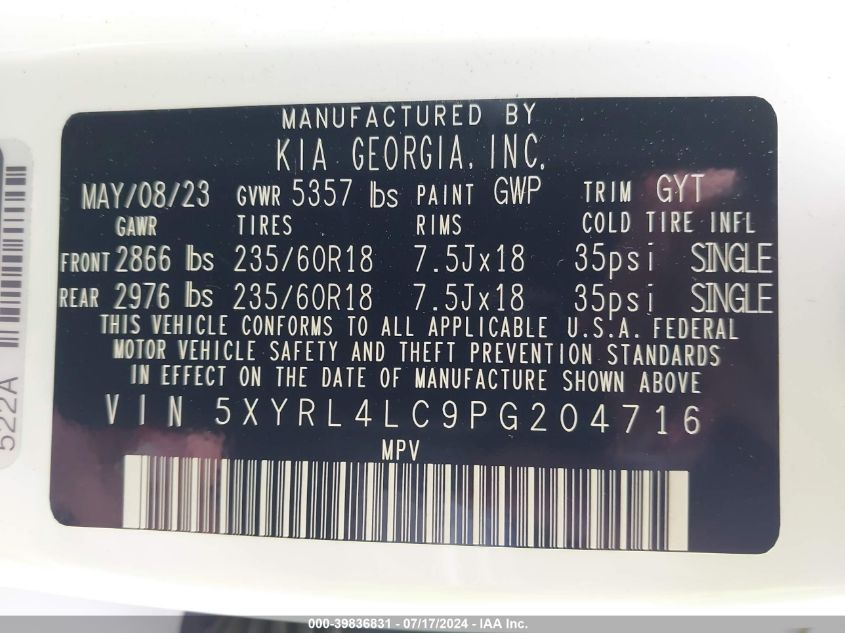 MANUFACTURED BY
KIA GEORGIA, INC.
MAY/08/23 GVWR 5357 lbs PAINT GWP TRIM GYT
GAWR TIRES RIMS COLD TIRE INFL
FRONT 2866 lbs 235/60R18 7.5Jx18 35psi SINGLE
REAR 2976 lbs 235/60R18 7.5Jx18 35psi SINGLE
THIS VEHICLE CONFORMS TO ALL APPLICABLE U.S.A. FEDERAL
MOTOR VEHICLE SAFETY AND THEFT PREVENTION STANDARDS
IN EFFECT ON THE DATE OF MANUFACTURE SHOWN ABOVE
VIN 5XYRL4LC9PG204716
MPV
522A
000-39836831 - 07/17/2024 - IAA Inc.